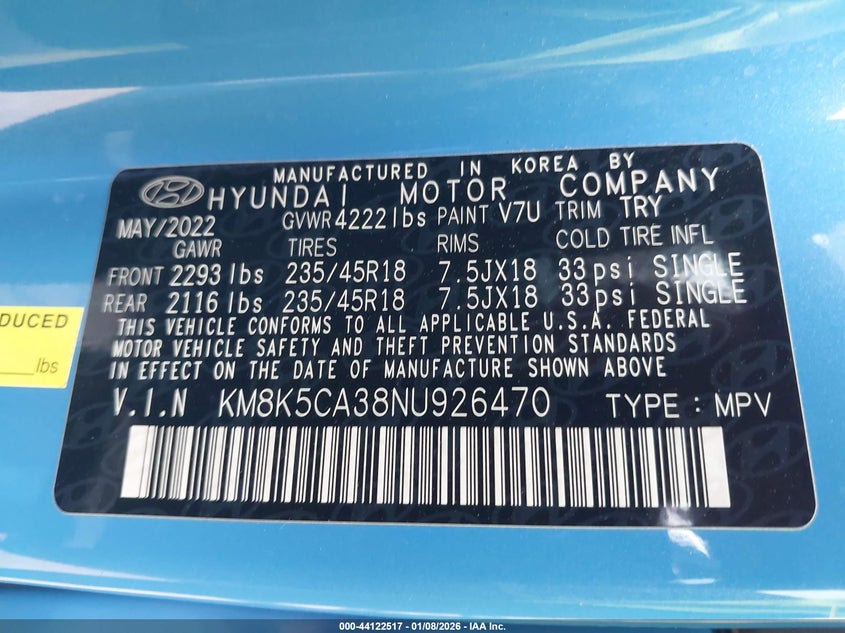 MANUFACTURED IN KOREA BY
HYUNDAI MOTOR COMPANY
MAY/2022 GVWR 4222lbs PAINT V7U TRIM TRY
GAWR TIRES RIMS COLD TIRE INFL
FRONT 2293 lbs 235/45R18 7.5JX18 33psi SINGLE
REAR 2116 lbs 235/45R18 7.5JX18 33psi SINGLE
THIS VEHICLE CONFORMS TO ALL APPLICABLE U.S.A. FEDERAL
MOTOR VEHICLE SAFETY AND THEFT PREVENTION STANDARDS
IN EFFECT ON THE DATE OF MANUFACTURE SHOWN ABOVE
V.I.N KM8K5CA38NU926470 TYPE : MPV
DUCED
lbs
000-44122517 - 01/08/2026 - IAA Inc.